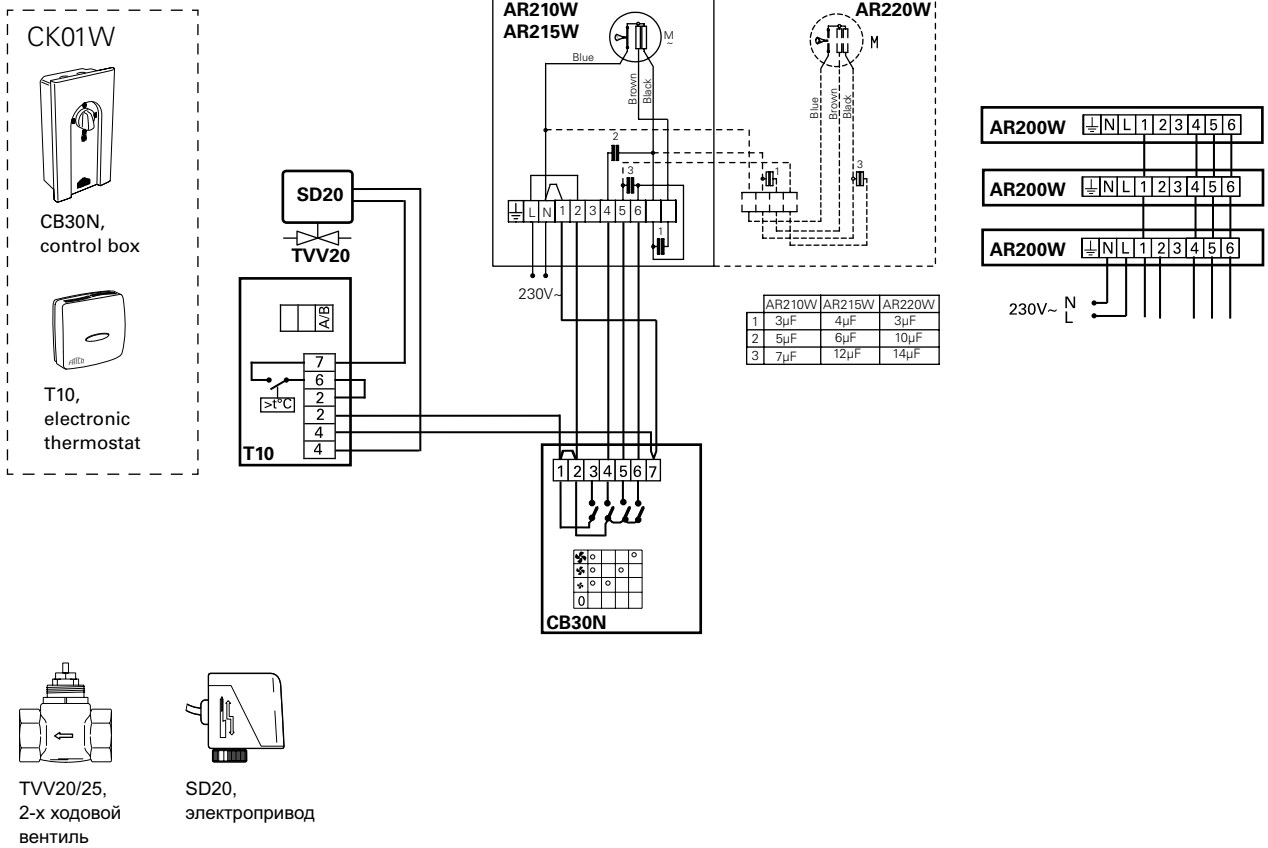 CK01W
CB30N,
control box
FRICO
T10,
electronic
thermostat
SD20
TVV20
A/B
7
6
2
2
4
4
>t°C
T10
AR210W
AR215W
M
~
Blue
Brown
Black
2
3
L N 1 2 3 4 5 6
1
230V~
AR220W
M
Blue
Brown
Black
1
3
AR210W AR215W AR220W
1 3µF 4µF 3µF
2 5µF 6µF 10µF
3 7µF 12µF 14µF
1 2 3 4 5 6 7
0
CB30N
AR200W N L 1 2 3 4 5 6
AR200W N L 1 2 3 4 5 6
AR200W N L 1 2 3 4 5 6
230V~ N
L
TVV20/25,
2-х ходовой
вентиль
SD20,
электропривод